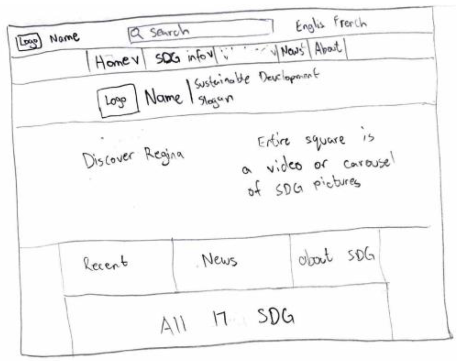 Logo Name Search Englis French
Home v SDG info v News About
Logo Name Sustainable Development
Slogan
Discover Regina
Entire square is
a video or carousel
of SDG pictures
Recent News about SDG
All 17 SDG